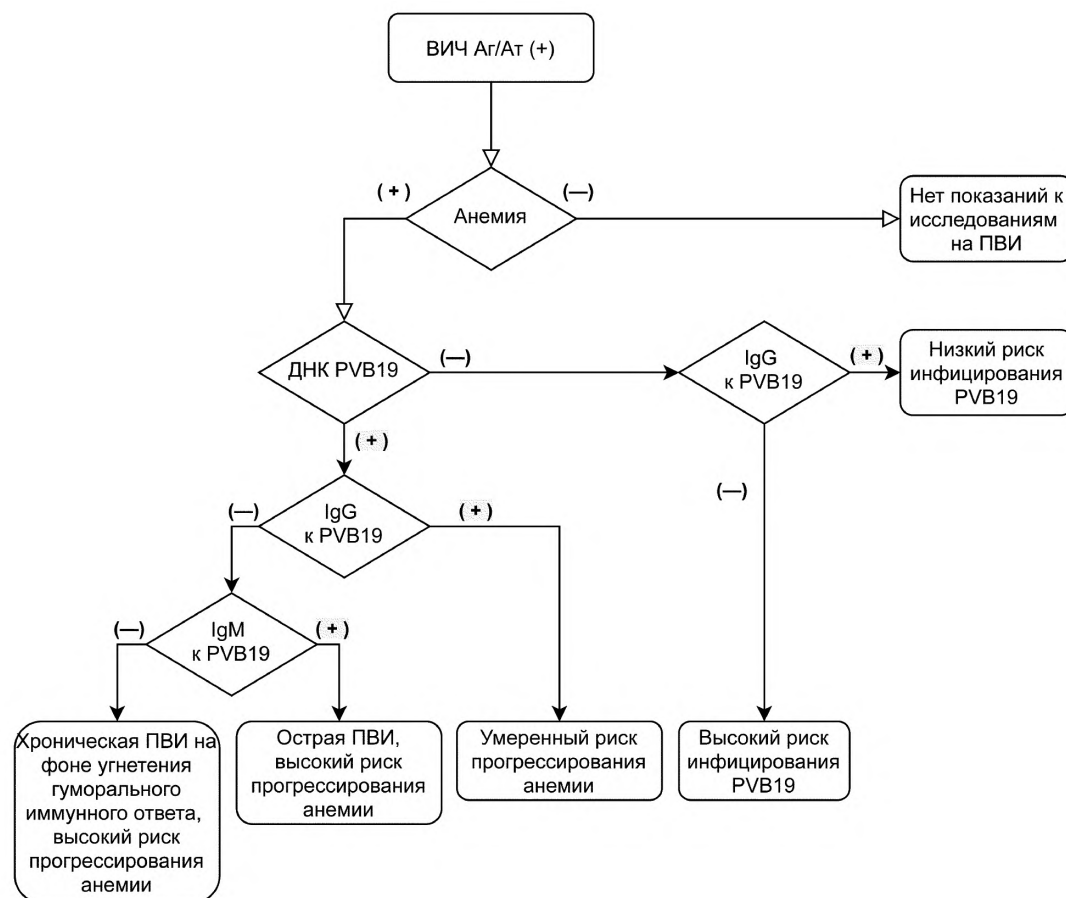 ВИЧ Аг/Ат (+)
( + )
(—)
Анемия
Нет показаний к
исследованиям
на ПВИ
ДНК PVB19
(—)
IgG
к PVB19
( + )
Низкий риск
инфицирования
PVB19
( + )
(—)
IgG
к PVB19
(—)
( + )
IgM
к PVB19
(—)
( + )
Хроническая ПВИ на
фоне угнетения
гуморального
иммунного ответа,
высокий риск
прогрессирования
анемии
Острая ПВИ,
высокий риск
прогрессирования
анемии
Умеренный риск
прогрессирования
анемии
Высокий риск
инфицирования
PVB19